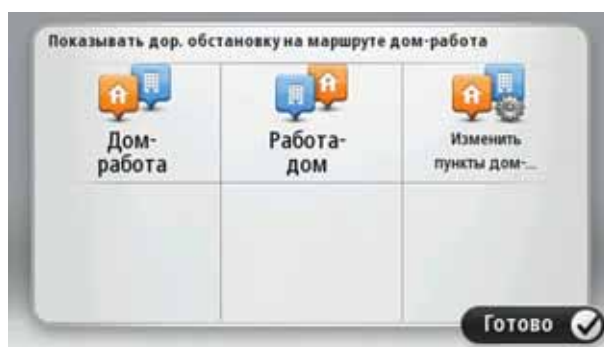 Показывать дор. обстановку на маршруте дом-работа
Дом-
работа
Работа-
дом
Изменить
пункты дом-...
Готово